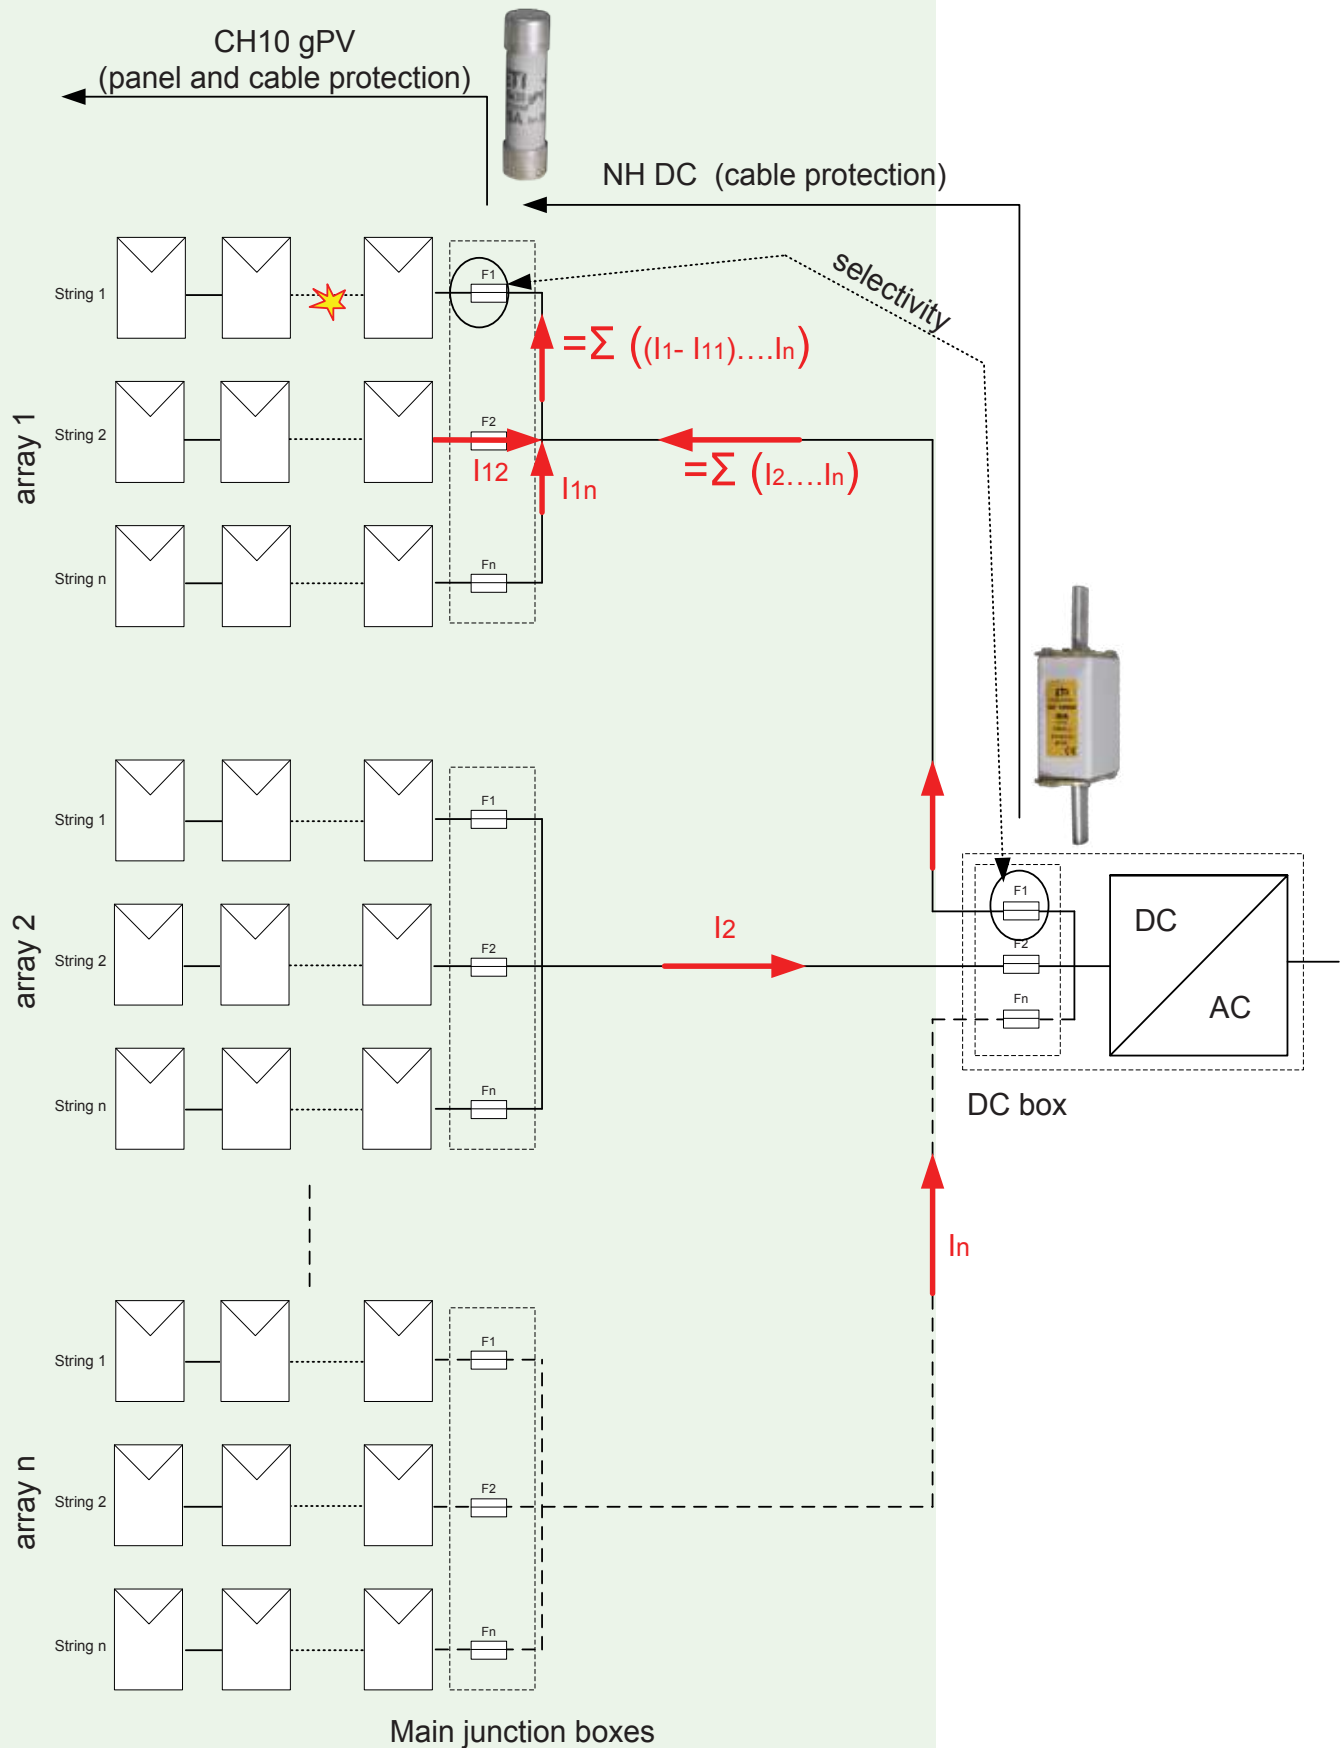 CH10 gPV
(panel and cable protection)
ETI
NH DC (cable protection)
selectivity
array 1
String 1
F1
=Σ ((I1- I11)....In)
String 2
F2
I12
I1n
=Σ (I2....In)
String n
Fn
ETI
array 2
String 1
F1
String 2
F2
I2
String n
Fn
F1
F2
Fn
DC
AC
DC box
In
array n
String 1
F1
String 2
F2
String n
Fn
Main junction boxes